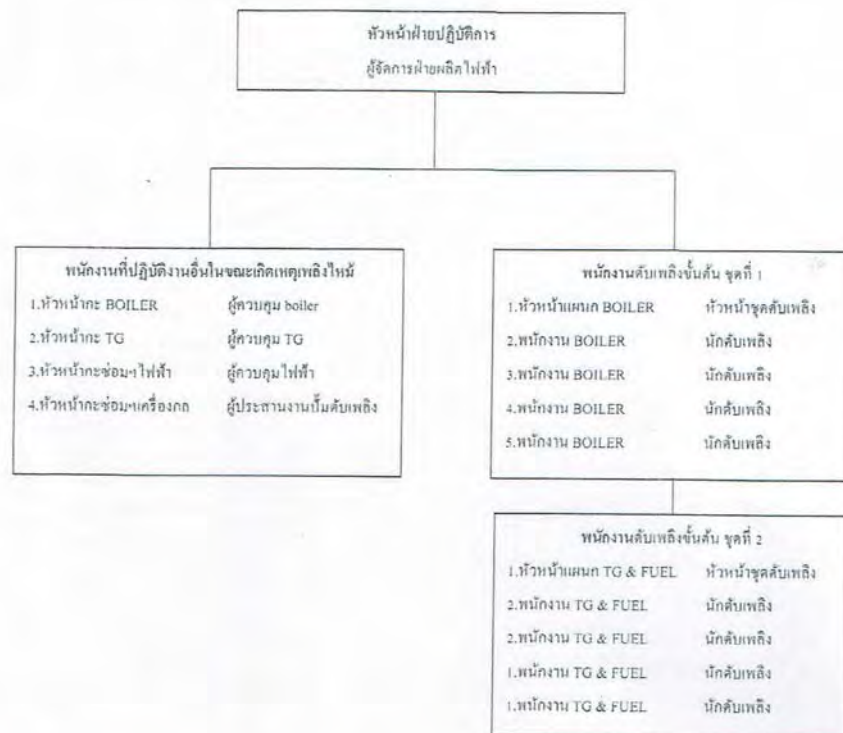 หัวหน้าฝ่ายปฏิบัติการ
ผู้จัดการฝ่ายผลิตไฟฟ้า
พนักงานที่ปฏิบัติงานอื่นในขณะเกิดเหตุเพลิงไหม้
1.หัวหน้ากะ BOILER ผู้ควบคุม boiler
2.หัวหน้ากะ TG ผู้ควบคุม TG
3.หัวหน้ากะซ่อมฯไฟฟ้า ผู้ควบคุมไฟฟ้า
4.หัวหน้ากะซ่อมฯเครื่องกล ผู้ประสานงานปั๊มดับเพลิง
พนักงานดับเพลิงขั้นต้น ชุดที่ 1
1.หัวหน้าแผนก BOILER หัวหน้าชุดดับเพลิง
2.พนักงาน BOILER นักดับเพลิง
3.พนักงาน BOILER นักดับเพลิง
4.พนักงาน BOILER นักดับเพลิง
5.พนักงาน BOILER นักดับเพลิง
พนักงานดับเพลิงขั้นต้น ชุดที่ 2
1.หัวหน้าแผนก TG & FUEL หัวหน้าชุดดับเพลิง
2.พนักงาน TG & FUEL นักดับเพลิง
2.พนักงาน TG & FUEL นักดับเพลิง
1.พนักงาน TG & FUEL นักดับเพลิง
1.พนักงาน TG & FUEL นักดับเพลิง